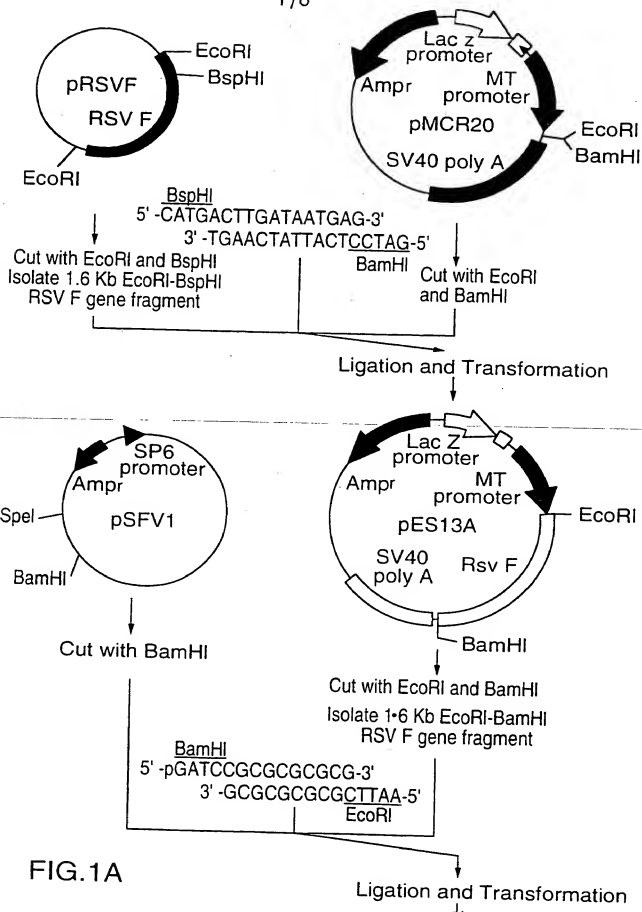 1/8
EcoRI
BspHI
pRSVF
RSV F
EcoRI
Lac z
promoter
Ampr
MT
promoter
pMCR20
SV40 poly A
EcoRI
BamHI
BspHI
5' -CATGACTTGATAATGAG-3'
3' -TGAACTATTACTCCTAG-5'
BamHI
Cut with EcoRI and BspHI
Isolate 1.6 Kb EcoRI-BspHI
RSV F gene fragment
Cut with EcoRI
and BamHI
Ligation and Transformation
SP6
promoter
Ampr
SpeI
pSFV1
BamHI
Cut with BamHI
Lac Z
promoter
Ampr
MT
promoter
pES13A
EcoRI
SV40
poly A
Rsv F
BamHI
Cut with EcoRI and BamHI
Isolate 1•6 Kb EcoRI-BamHI
RSV F gene fragment
BamHI
5' -pGATCCGCGCGCGCG-3'
3' -GCGCGCGCGCTTAA-5'
EcoRI
FIG.1A
Ligation and Transformation